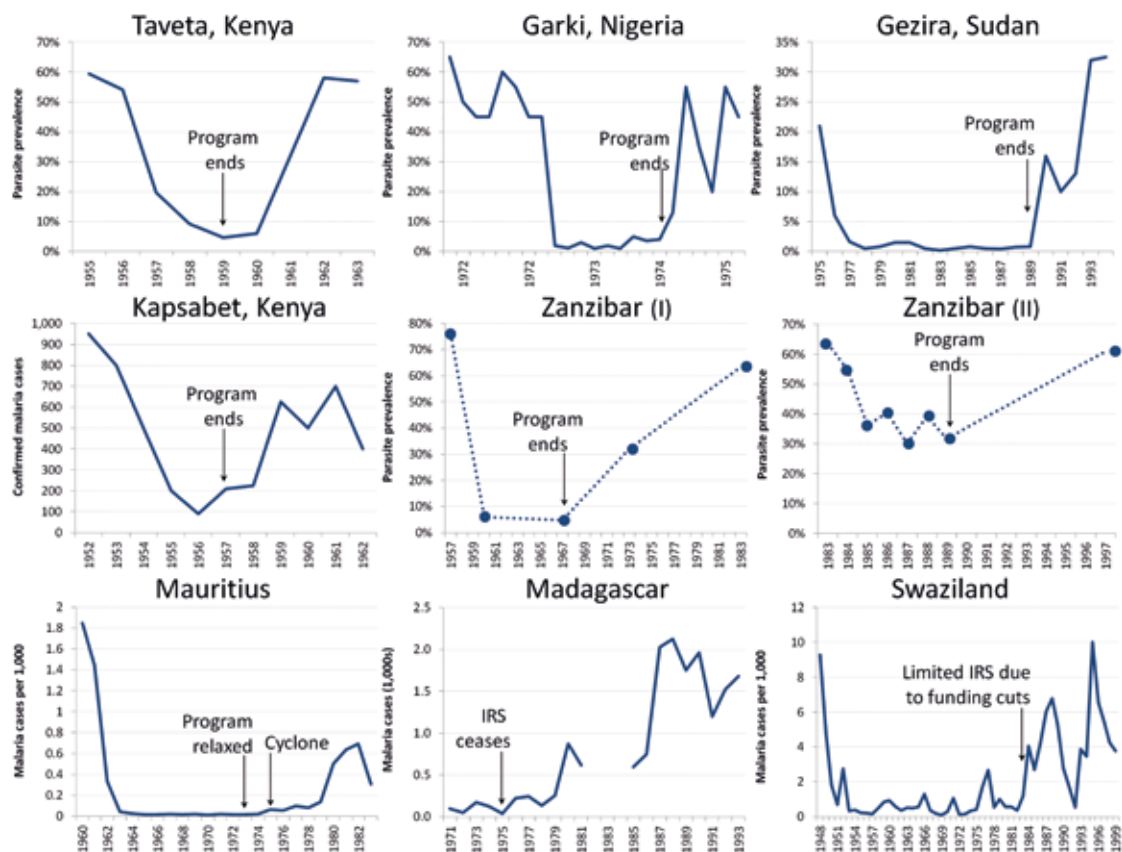 Taveta, Kenya
Parasite prevalence
70%
60%
50%
40%
30%
20%
10%
0%
Program
ends
1955 1956 1957 1958 1959 1960 1961 1962 1963
Garki, Nigeria
Parasite prevalence
70%
60%
50%
40%
30%
20%
10%
0%
Program
ends
1972 1972 1973 1974 1975
Gezira, Sudan
Parasite prevalence
35%
30%
25%
20%
15%
10%
5%
0%
Program
ends
1975 1977 1979 1981 1983 1985 1987 1989 1991 1993
Kapsabet, Kenya
Confirmed malaria cases
1,000
900
800
700
600
500
400
300
200
100
0
Program
ends
1952 1953 1954 1955 1956 1957 1958 1959 1960 1961 1962
Zanzibar (I)
Parasite prevalence
80%
70%
60%
50%
40%
30%
20%
10%
0%
Program
ends
1957 1959 1961 1963 1965 1967 1969 1971 1973 1975 1977 1979 1981 1983
Zanzibar (II)
Parasite prevalence
70%
60%
50%
40%
30%
20%
10%
0%
Program
ends
1983 1984 1985 1986 1987 1988 1989 1990 1991 1993 1994 1995 1996 1997
Mauritius
Malaria cases per 1,000
2
1.8
1.6
1.4
1.2
1
0.8
0.6
0.4
0.2
0
Program
relaxed
Cyclone
1960 1962 1964 1966 1968 1970 1972 1974 1976 1978 1980 1982
Madagascar
Malaria cases (1,000s)
2.5
2.0
1.5
1.0
0.5
0.0
IRS
ceases
1971 1973 1975 1977 1979 1981 1983 1985 1987 1989 1991 1993
Swaziland
Malaria cases per 1,000
12
10
8
6
4
2
0
Limited IRS due
to funding cuts
1948 1951 1954 1957 1960 1963 1966 1969 1972 1975 1978 1981 1984 1987 1990 1993 1996 1999